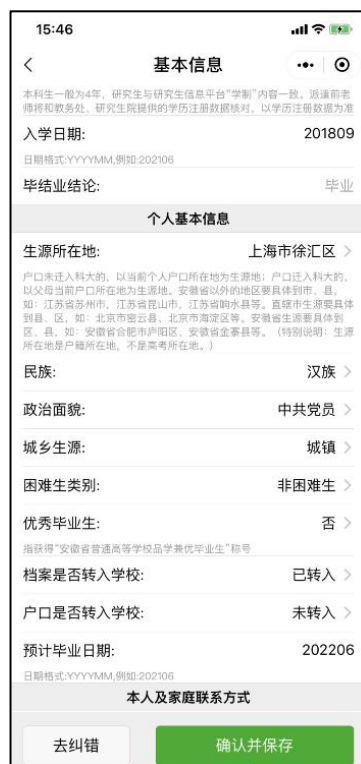 15:46
基本信息
本科生一般为4年，研究生与研究生信息平台"学制"内容一致。派遣前老
师将和教务处、研究生院提供的学历注册数据核对，以学历注册数据为准
入学日期: 201809
日期格式:YYYYMM,例如:202106
毕结业结论: 毕业
个人基本信息
生源所在地: 上海市徐汇区
户口未迁入科大的，以当前个人户口所在地为生源地；户口迁入科大的，
以父母当前户口所在地为生源地。安徽省以外的地区要具体到市、县，
如：江苏省苏州市，江苏省昆山市，江苏省响水县等。直辖市生源要具体
到县、区，如：北京市密云县、北京市海淀区等。安徽省生源要具体到
区、县，如：安徽省合肥市庐阳区、安徽省金寨县等。（特别说明：生源
所在地是户籍所在地，不是高考所在地。）
民族: 汉族
政治面貌: 中共党员
城乡生源: 城镇
困难生类别: 非困难生
优秀毕业生: 否
指获得"安徽省普通高等学校品学兼优毕业生"称号
档案是否转入学校: 已转入
户口是否转入学校: 未转入
预计毕业日期: 202206
日期格式:YYYYMM,例如:202106
本人及家庭联系方式
去纠错 确认并保存